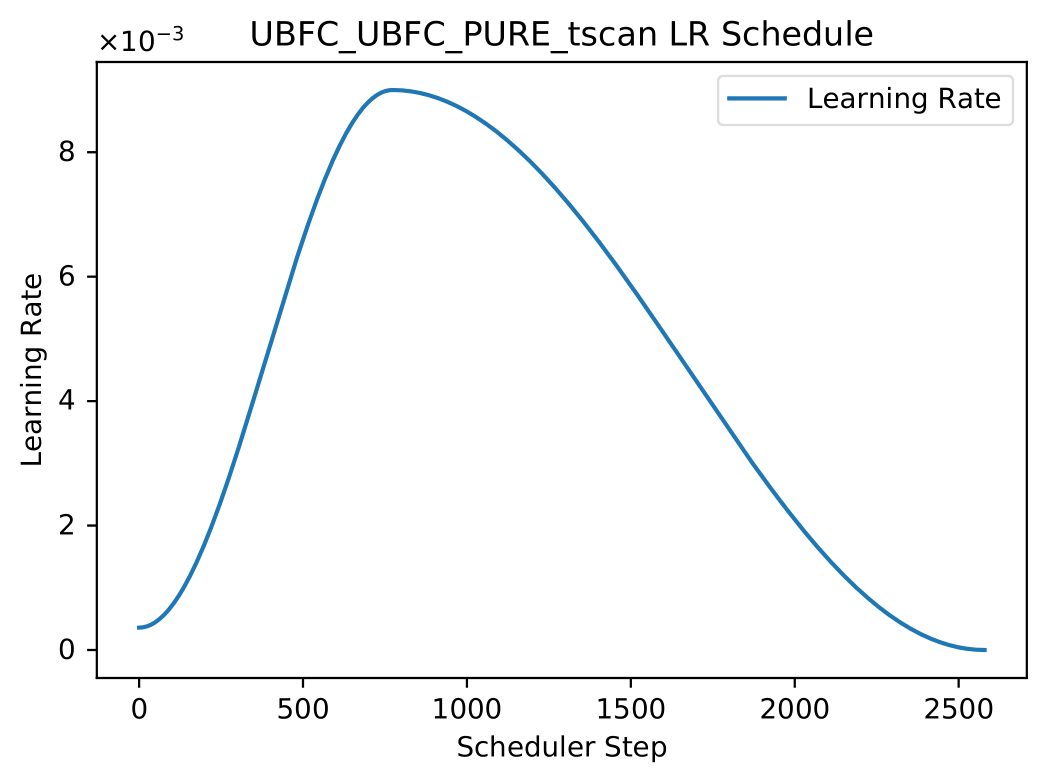 UBFC_UBFC_PURE_tscan LR Schedule
×10⁻³
Learning Rate
8
6
4
2
0
Learning Rate
0 500 1000 1500 2000 2500
Scheduler Step